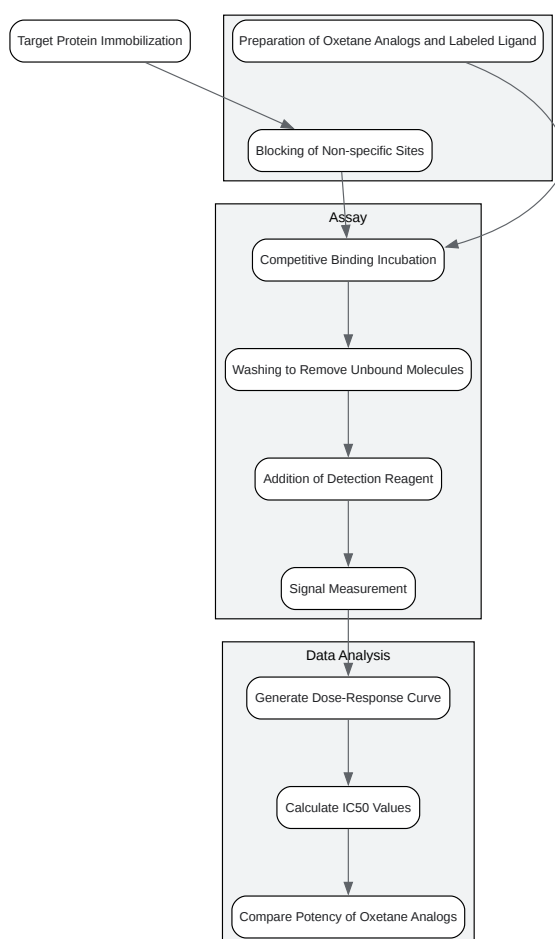 Target Protein Immobilization
Preparation of Oxetane Analogs and Labeled Ligand
Blocking of Non-specific Sites
Assay
Competitive Binding Incubation
Washing to Remove Unbound Molecules
Addition of Detection Reagent
Signal Measurement
Data Analysis
Generate Dose-Response Curve
Calculate IC50 Values
Compare Potency of Oxetane Analogs